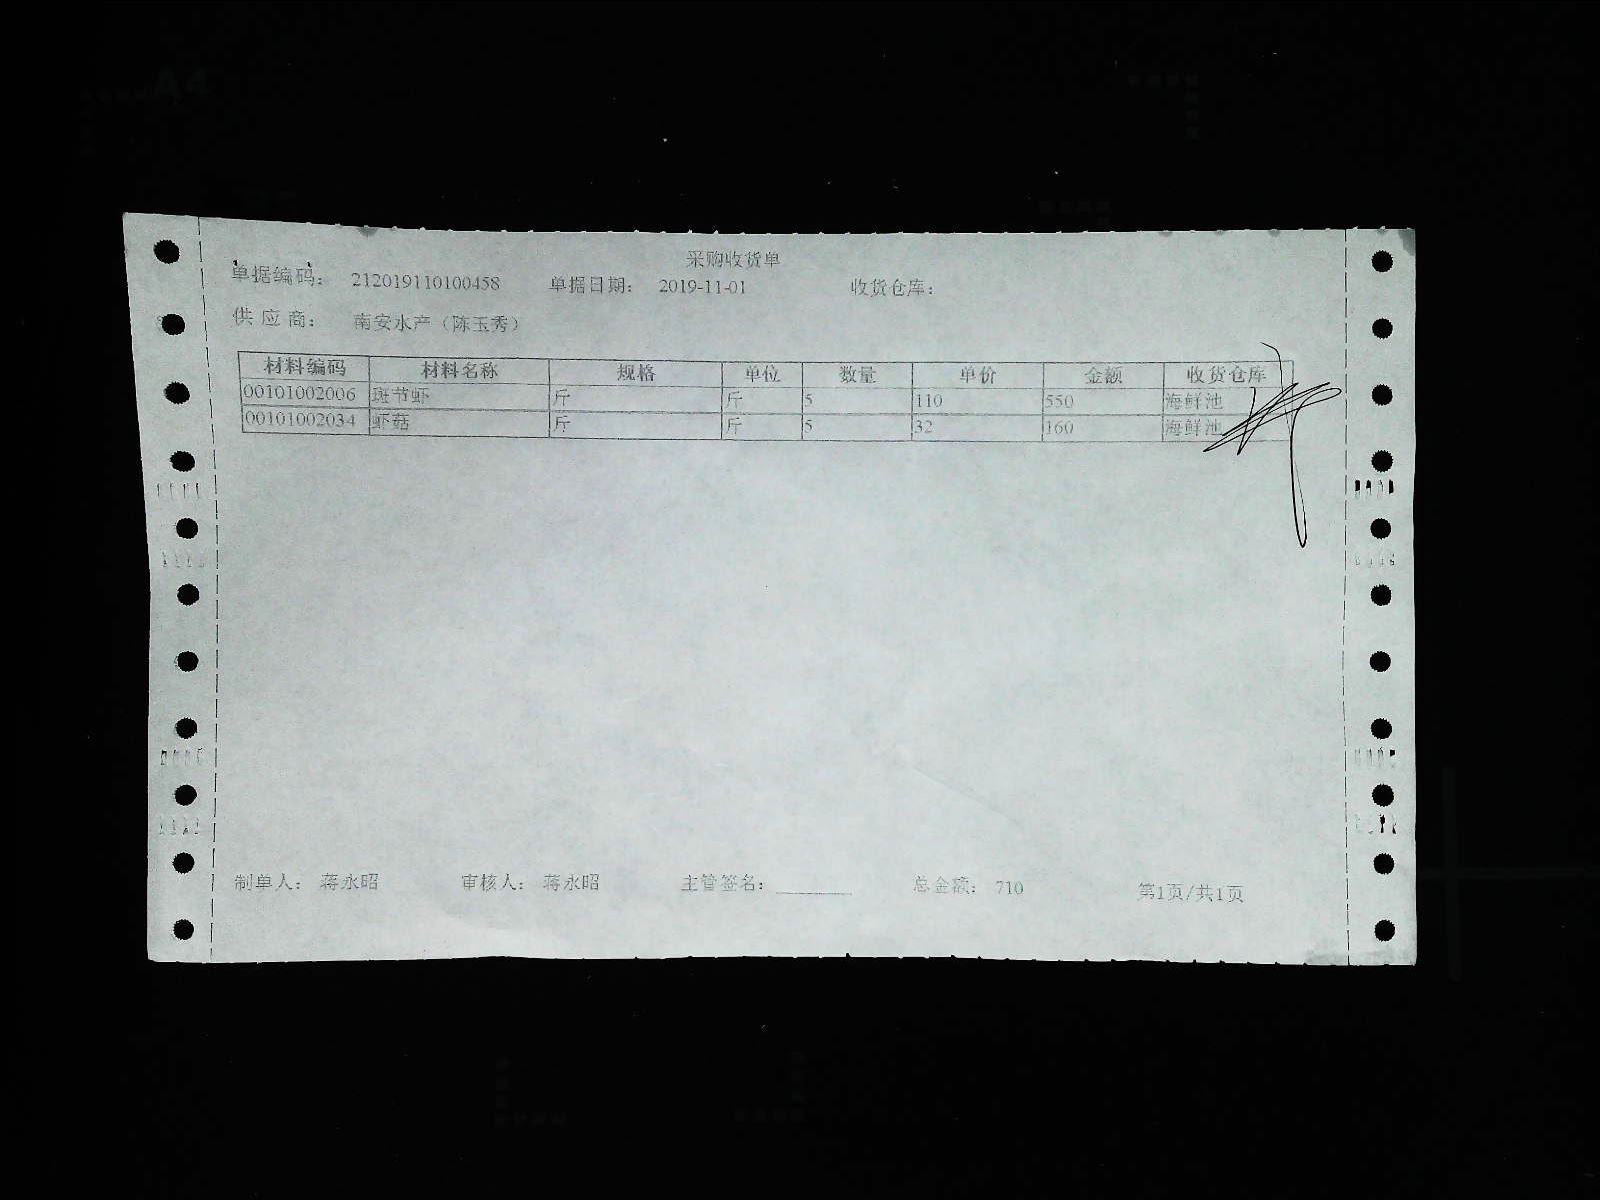 采购收货单
单据编码： 212019110100458 单据日期： 2019-11-01 收货仓库：
供 应 商： 南安水产（陈玉秀）
材料编码 材料名称 规格 单位 数量 单价 金额 收货仓库
00101002006 斑节虾 斤 斤 5 110 550 海鲜池
00101002034 虾菇 斤 斤 5 32 160 海鲜池
制单人： 蒋永昭 审核人： 蒋永昭 主管签名： 总金额： 710 第1页/共1页